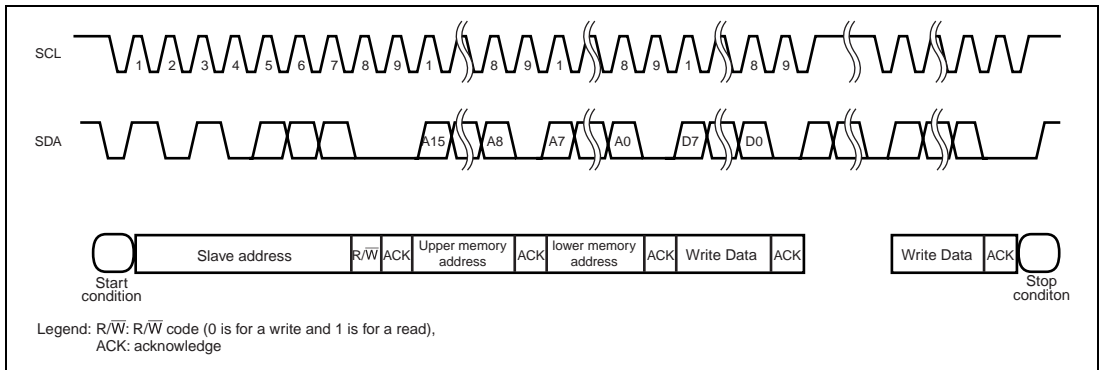 SCL
1 2 3 4 5 6 7 8 9 1 8 9 1 8 9 1 8 9
SDA
A15 A8 A7 A0 D7 D0
Slave address R/W̅ ACK Upper memory address ACK lower memory address ACK Write Data ACK Write Data ACK
Start condition
Stop conditon
Legend: R/W̅: R/W̅ code (0 is for a write and 1 is for a read),
ACK: acknowledge